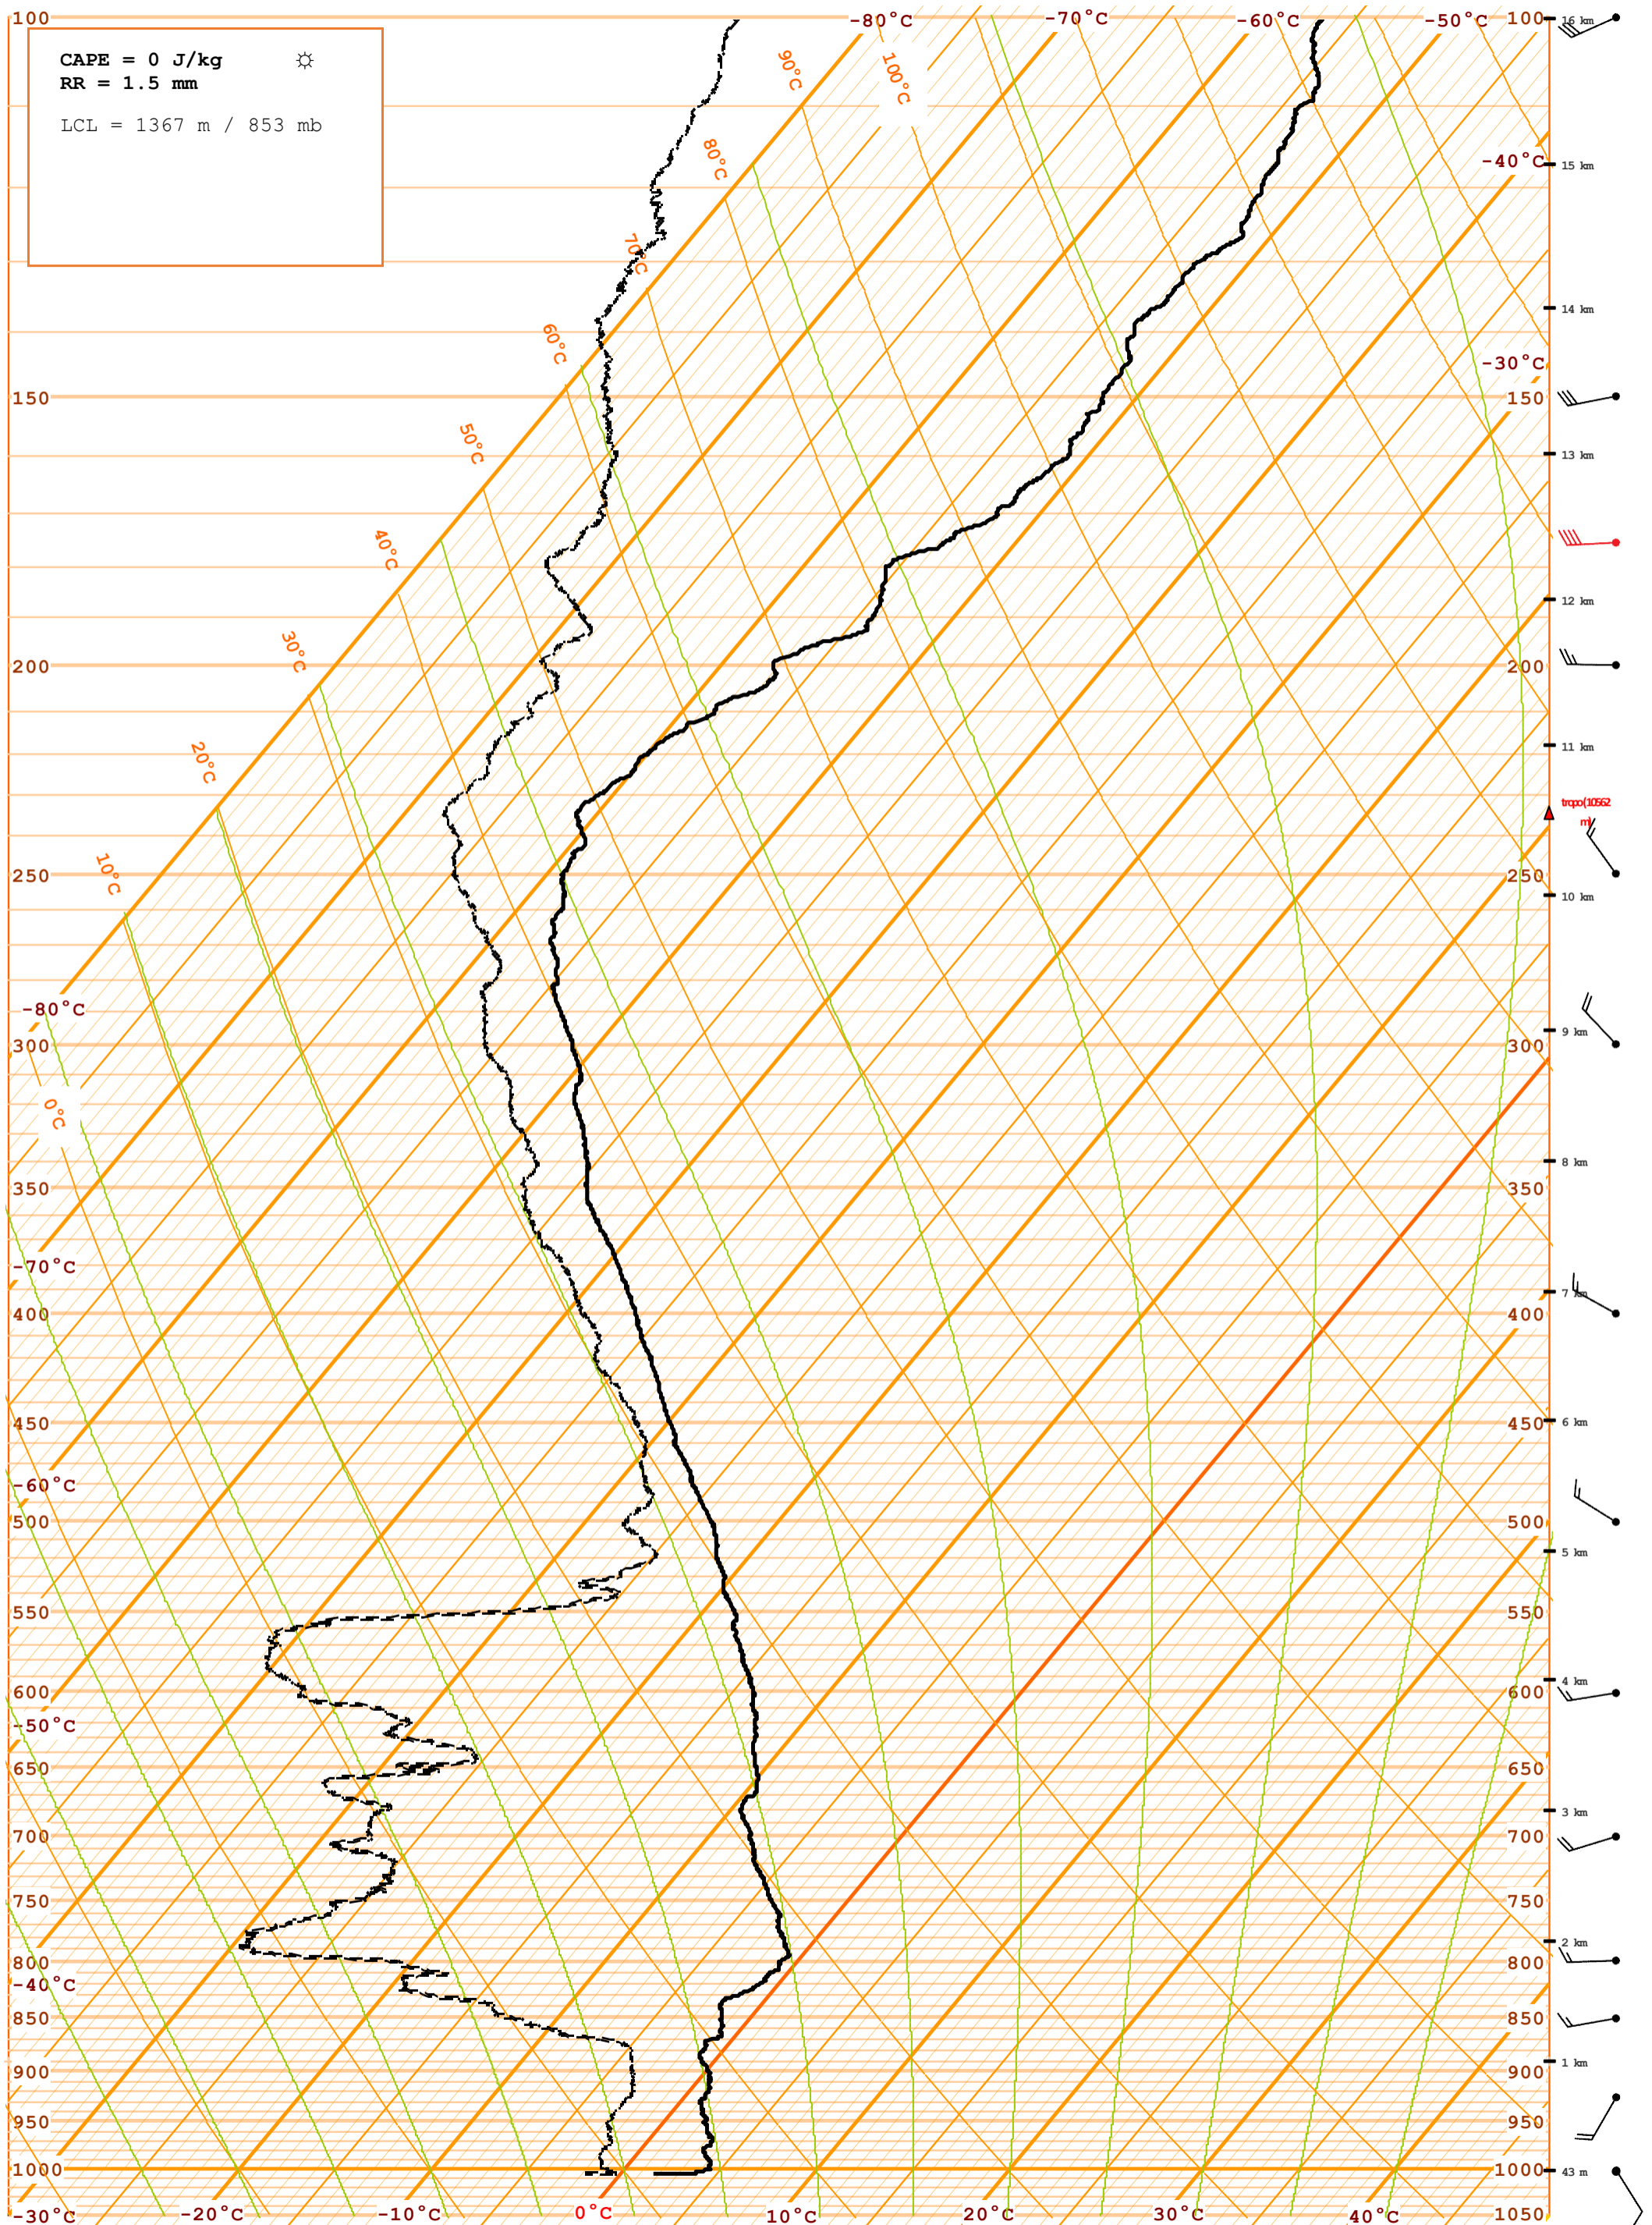 100 -80°C -70°C -60°C -50°C 100 16 km
CAPE = 0 J/kg ☼
RR = 1.5 mm
LCL = 1367 m / 853 mb
90°C 100°C
80°C -40°C 15 km
70°C
14 km
60°C -30°C
150 150
50°C 13 km
40°C
12 km
30°C
200 200
20°C 11 km
tropo(10562
m)
10°C 250 250
10 km
-80°C
9 km
300 300
0°C
8 km
350 350
-70°C
7 km
400 400
450 450 6 km
-60°C
500 500
5 km
550 550
4 km
600 600
-50°C
650 650
3 km
700 700
750 750
2 km
800 800
-40°C
850 850
1 km
900 900
950 950
1000 1000 43 m
-30°C -20°C -10°C 0°C 10°C 20°C 30°C 40°C 1050